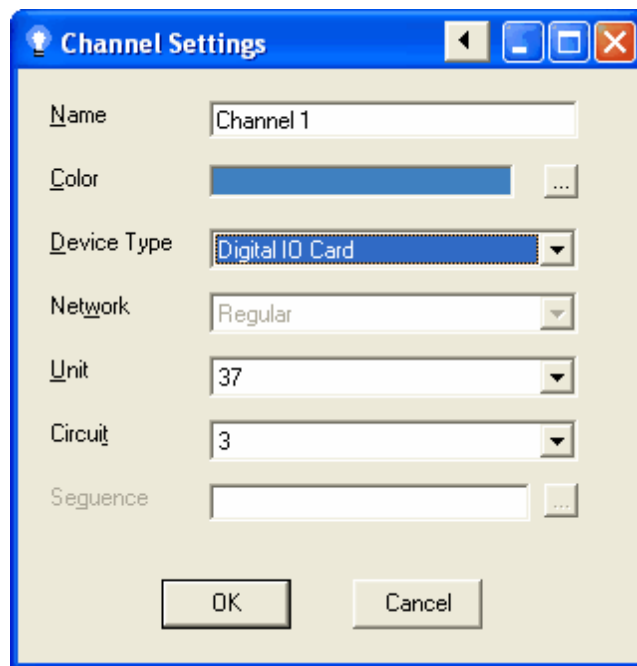 Channel Settings
Name Channel 1
Color ...
Device Type Digital IO Card
Network Regular
Unit 37
Circuit 3
Seguence ...
OK Cancel